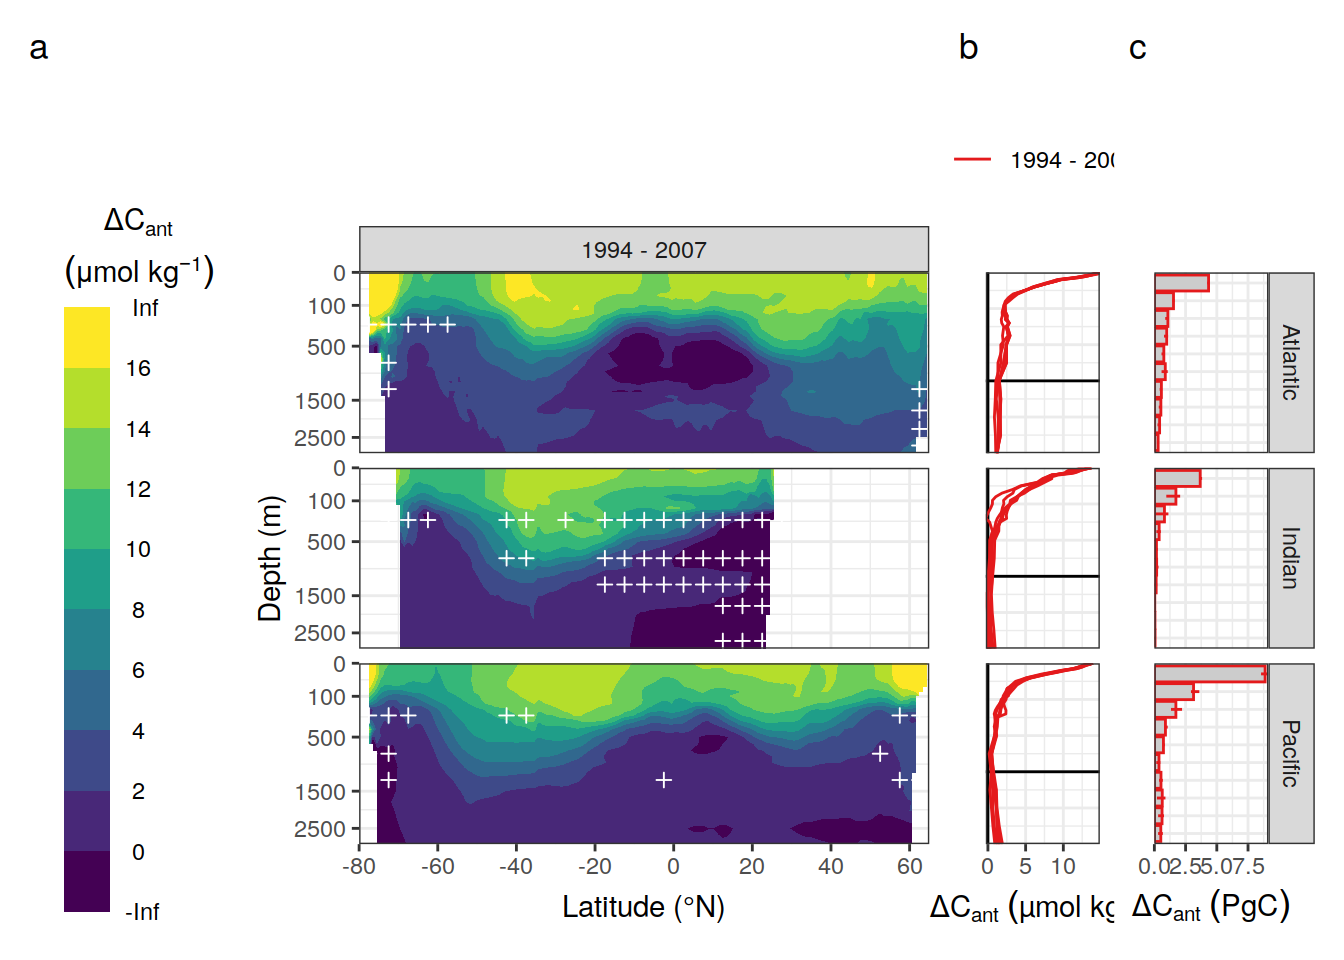 a
b
c
1994 - 200
ΔCant
(μmol kg−1)
Inf
16
14
12
10
8
6
4
2
0
-Inf
1994 - 2007
Depth (m)
0
100
500
1500
2500
Atlantic
0
100
500
1500
2500
Indian
0
100
500
1500
2500
Pacific
-80 -60 -40 -20 0 20 40 60
Latitude (°N)
0 5 10
ΔCant (μmol kg
0.02.55.07.5
ΔCant (PgC)